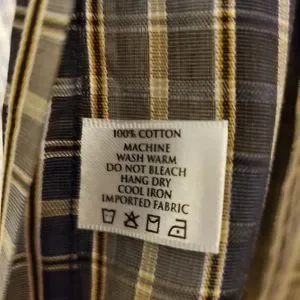 100% COTTON
MACHINE
WASH WARM
DO NOT BLEACH
HANG DRY
COOL IRON
IMPORTED FABRIC